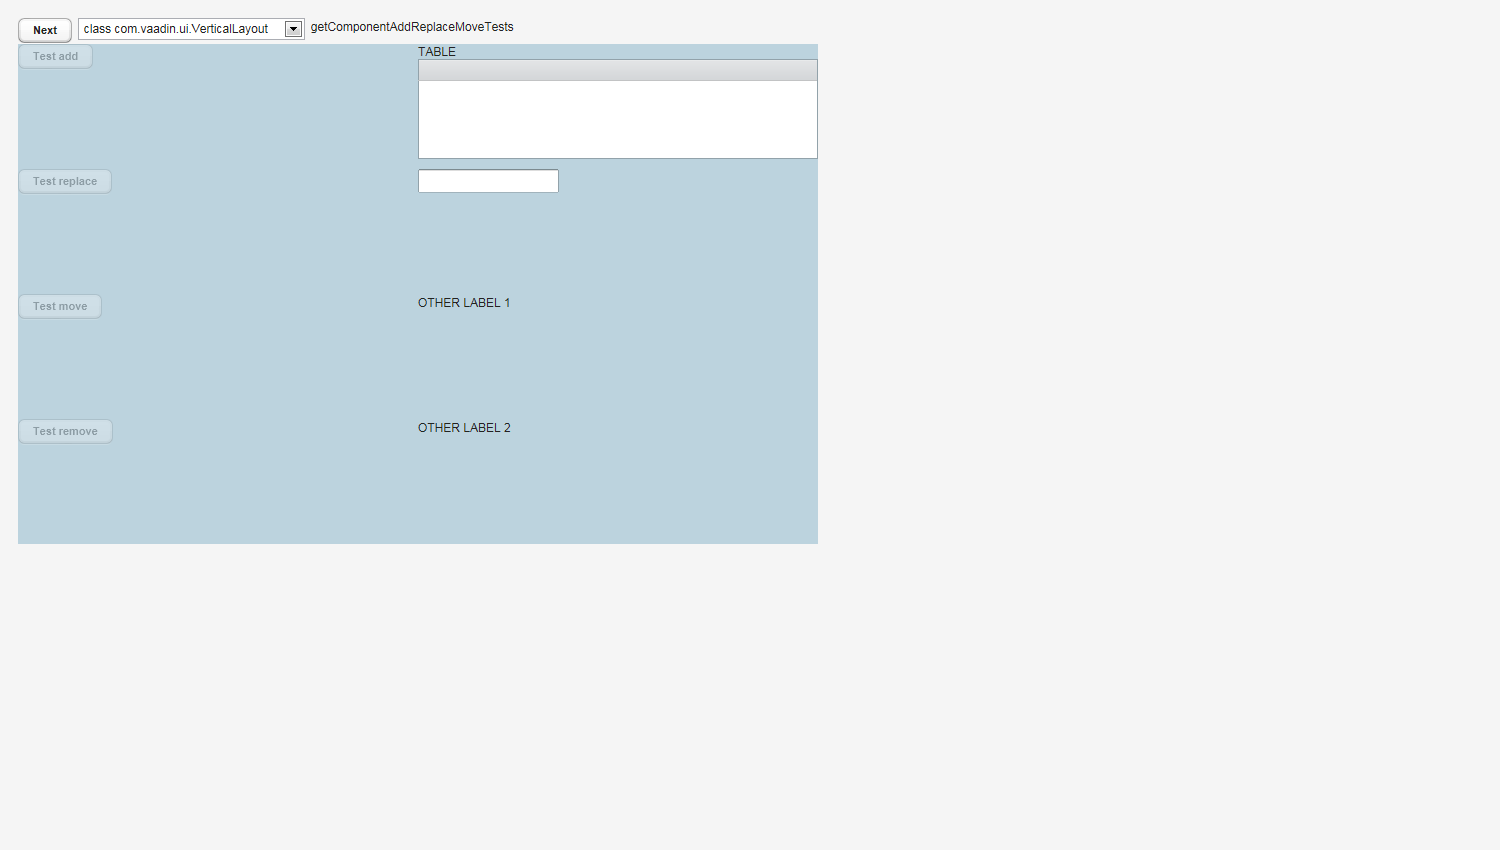 Next class com.vaadin.ui.VerticalLayout getComponentAddReplaceMoveTests
Test add
TABLE
Test replace
Test move
OTHER LABEL 1
Test remove
OTHER LABEL 2